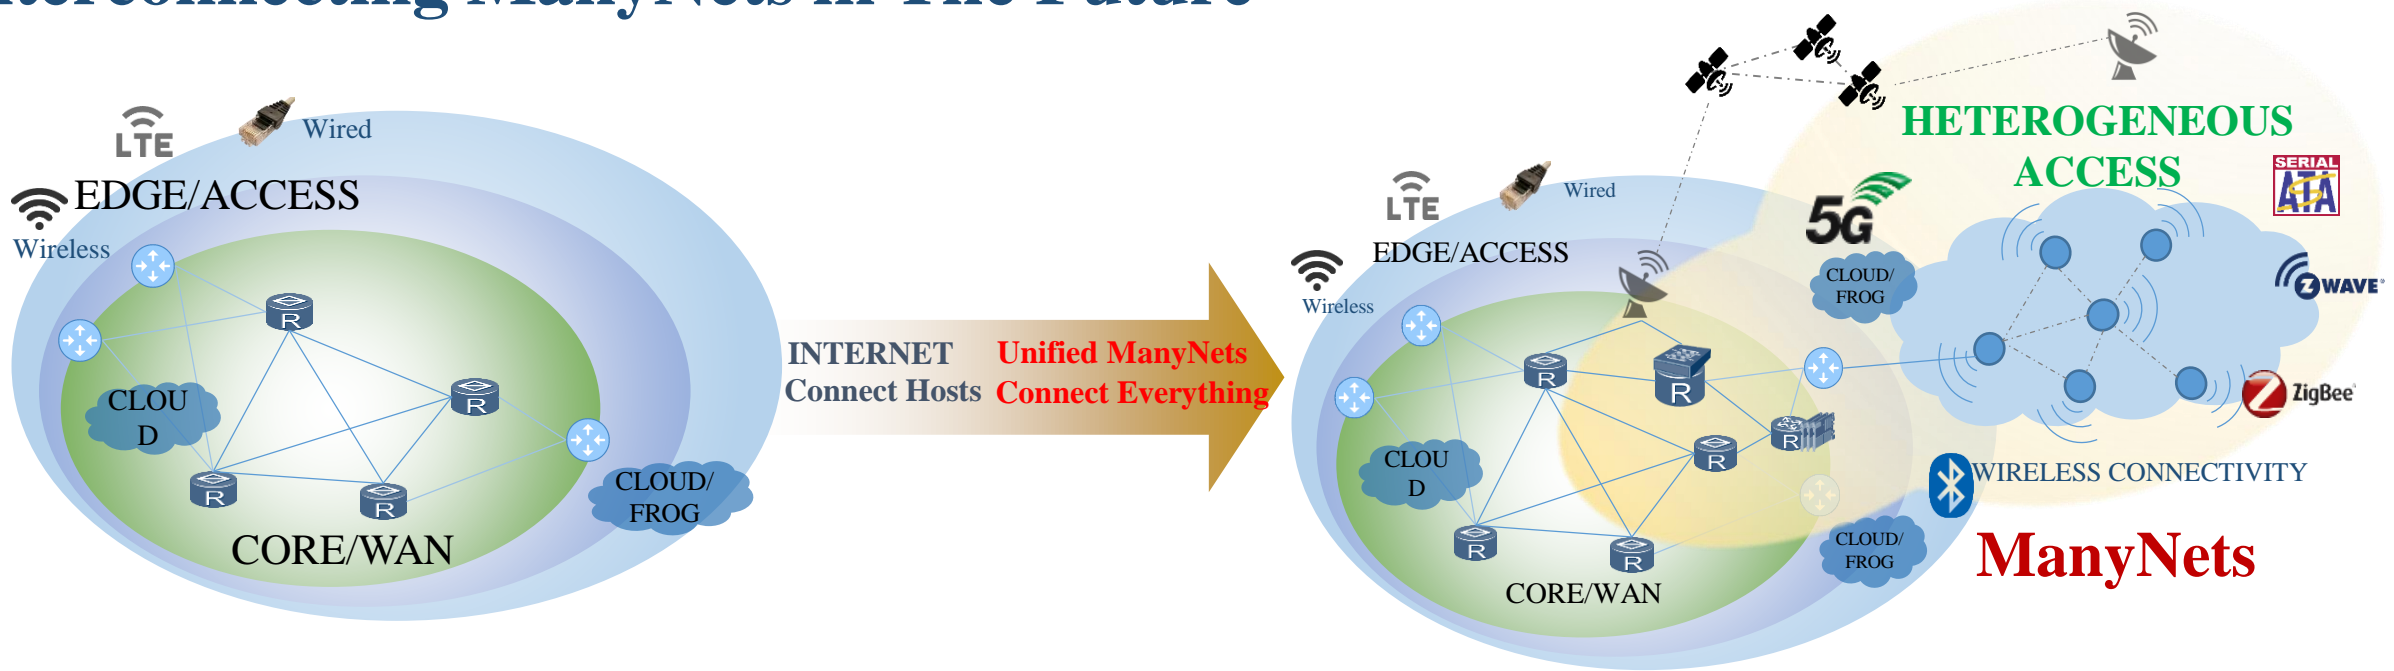 terconnecting ManyNets in The Future
LTE
Wired
EDGE/ACCESS
Wireless
R
R
CLOU
D
R
R
CLOUD/
FROG
CORE/WAN
INTERNET
Connect Hosts
Unified ManyNets
Connect Everything
HETEROGENEOUS
ACCESS
SERIAL
ATA
5G
LTE
Wired
EDGE/ACCESS
CLOUD/
FROG
Z WAVE
Wireless
R
R
R
R
CLOU
D
R
R
ZigBee
WIRELESS CONNECTIVITY
CLOUD/
FROG
CORE/WAN
ManyNets